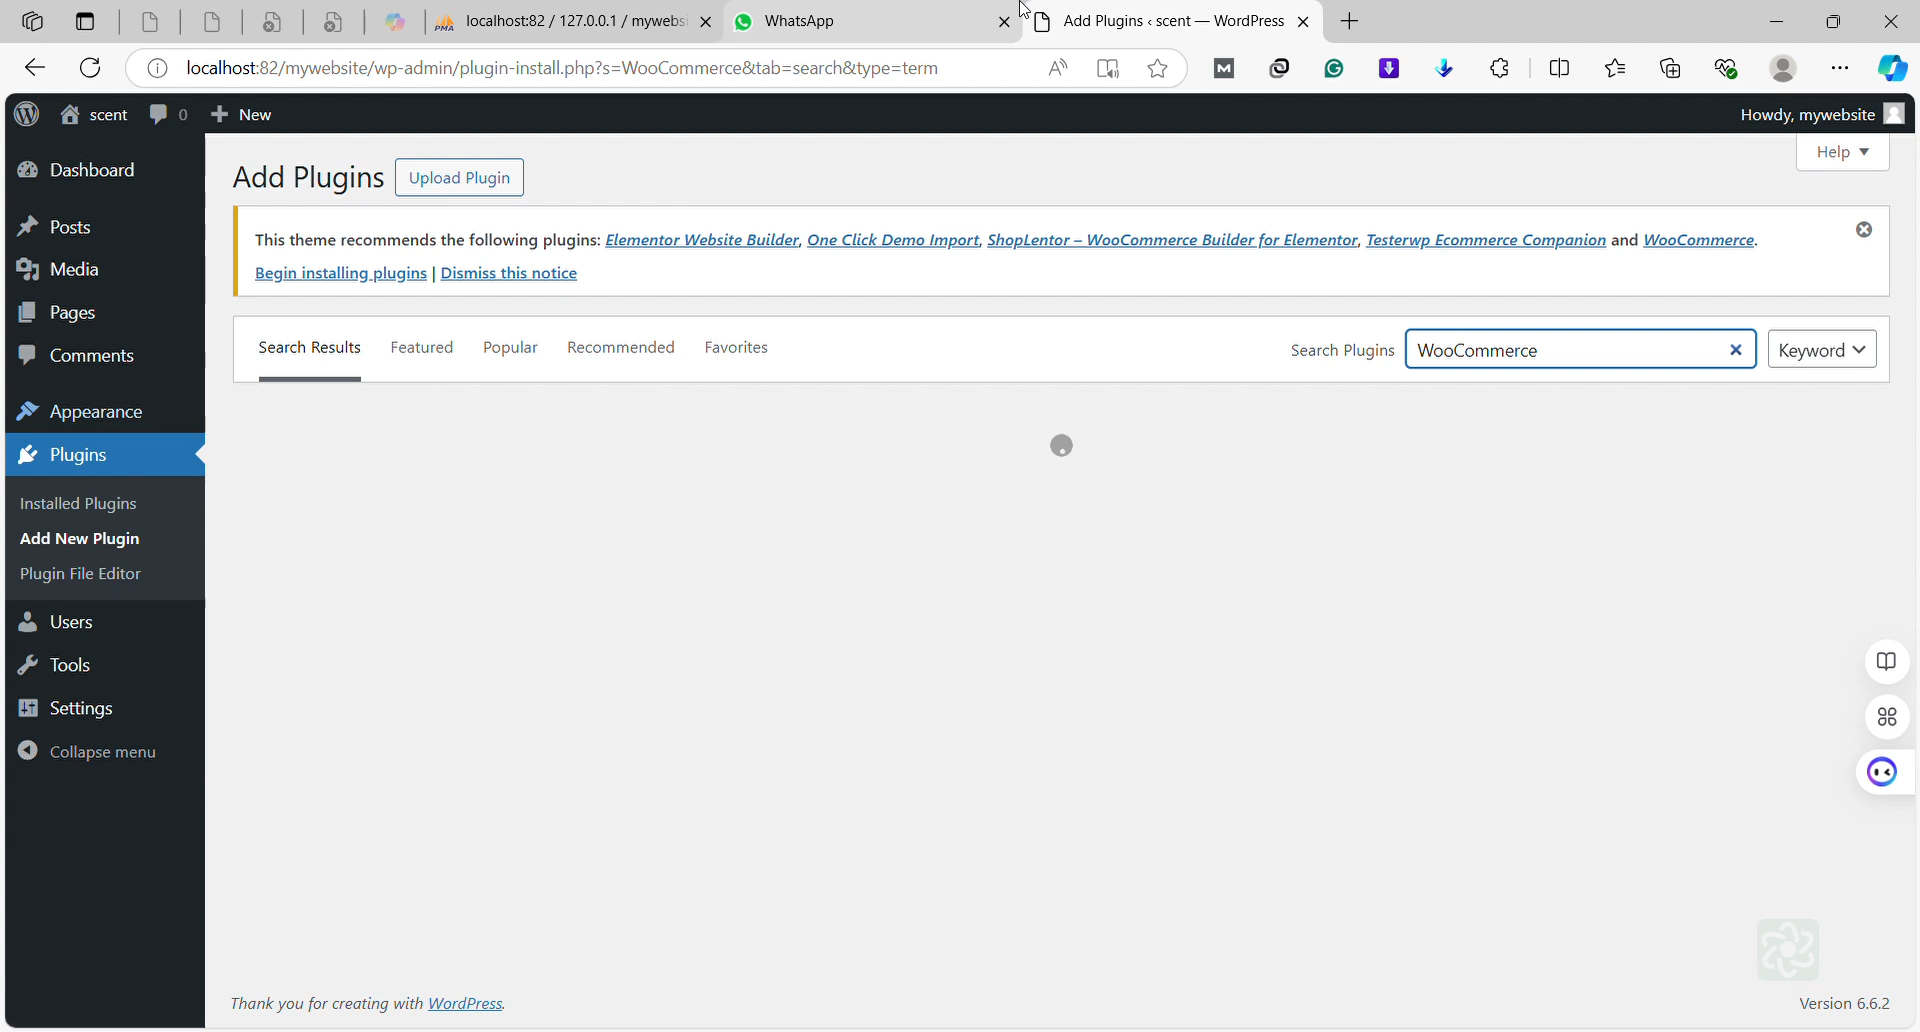 PMA localhost:82 / 127.0.0.1 / mywebsi
WhatsApp
Add Plugins ‹ scent — WordPress
localhost:82/mywebsite/wp-admin/plugin-install.php?s=WooCommerce&tab=search&type=term
scent 0 New
Howdy, mywebsite
Help
Dashboard
Posts
Media
Pages
Comments
Appearance
Plugins
Installed Plugins
Add New Plugin
Plugin File Editor
Users
Tools
Settings
Collapse menu
Add Plugins Upload Plugin
This theme recommends the following plugins: Elementor Website Builder, One Click Demo Import, ShopLentor – WooCommerce Builder for Elementor, Testerwp Ecommerce Companion and WooCommerce.
Begin installing plugins | Dismiss this notice
Search Results Featured Popular Recommended Favorites Search Plugins WooCommerce Keyword
Thank you for creating with WordPress. Version 6.6.2